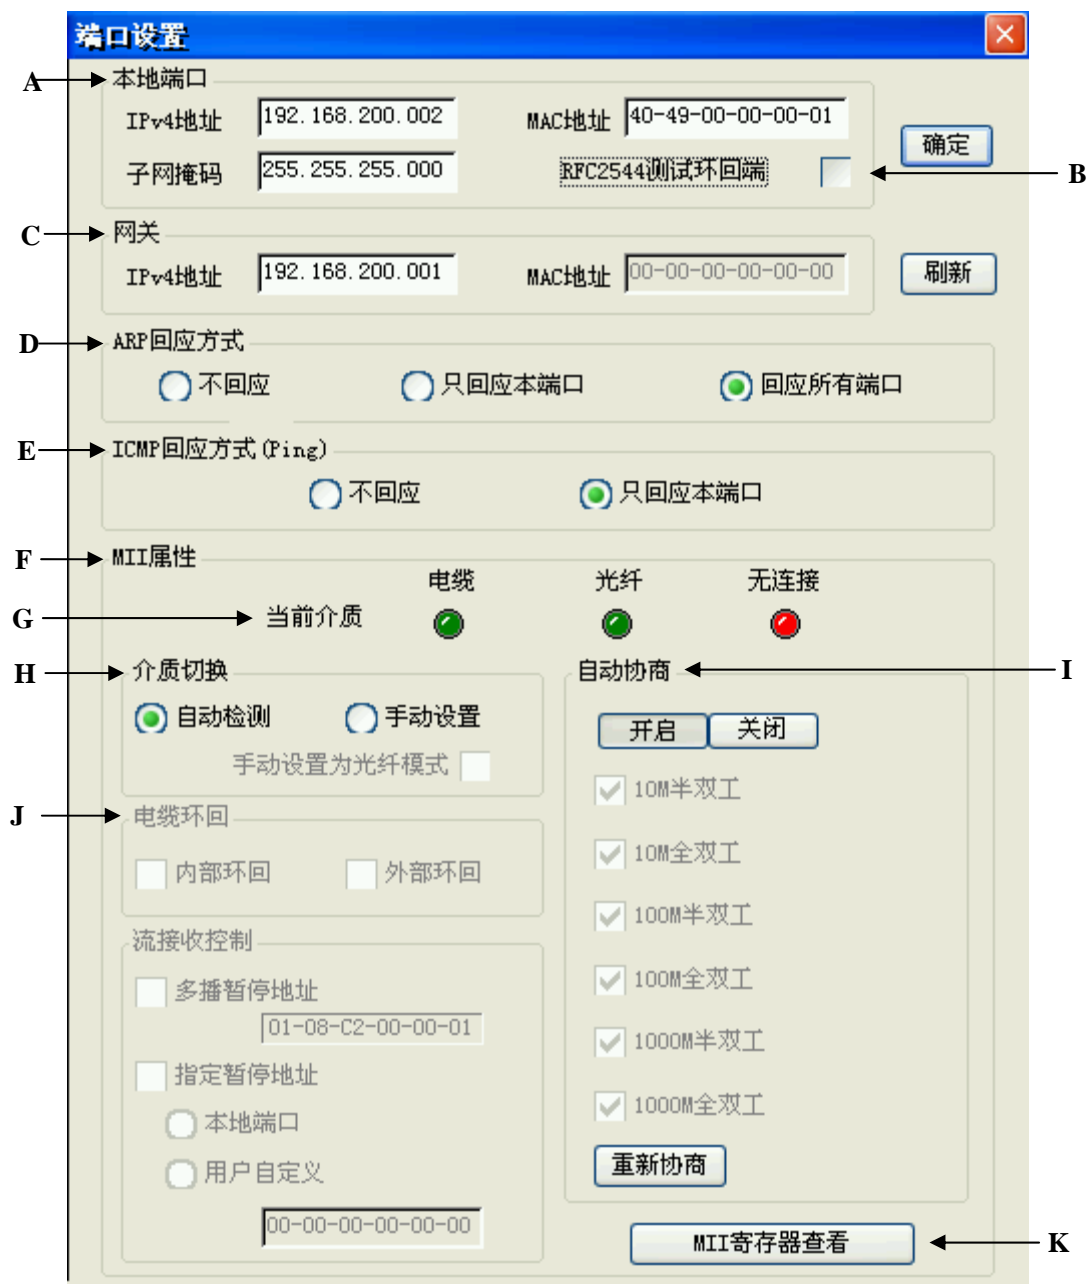 端口设置
A 本地端口
IPv4地址 192.168.200.002 MAC地址 40-49-00-00-00-01 确定
子网掩码 255.255.255.000 RFC2544测试环回端 B
C 网关
IPv4地址 192.168.200.001 MAC地址 00-00-00-00-00-00 刷新
D ARP回应方式
不回应 只回应本端口 回应所有端口
E ICMP回应方式(Ping)
不回应 只回应本端口
F MII属性
电缆 光纤 无连接
G 当前介质
H 介质切换
自动检测 手动设置
手动设置为光纤模式
J 电缆环回
内部环回 外部环回
流接收控制
多播暂停地址
01-08-C2-00-00-01
指定暂停地址
本地端口
用户自定义
00-00-00-00-00-00
自动协商 I
开启 关闭
10M半双工
10M全双工
100M半双工
100M全双工
1000M半双工
1000M全双工
重新协商
MII寄存器查看 K